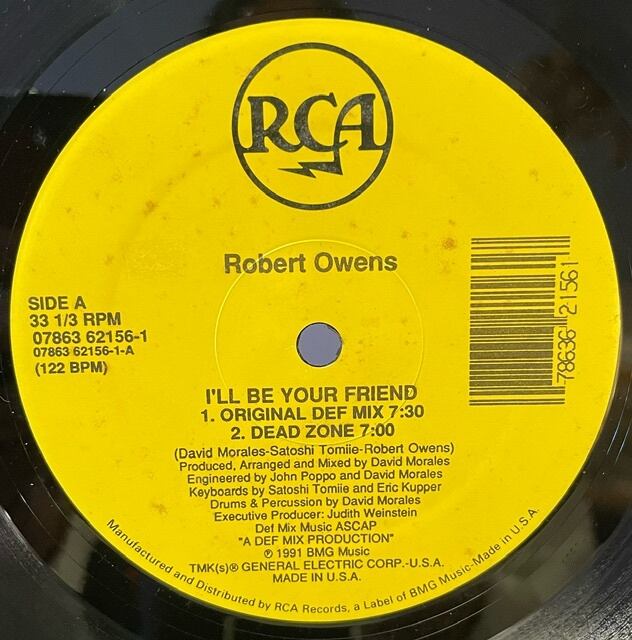 RCA
Robert Owens
SIDE A
33 1/3 RPM
07863 62156-1
07863 62156-1-A
(122 BPM)
78636 21561
I'LL BE YOUR FRIEND
1. ORIGINAL DEF MIX 7:30
2. DEAD ZONE 7:00
(David Morales-Satoshi Tomiie-Robert Owens)
Produced, Arranged and Mixed by David Morales
Engineered by John Poppo and David Morales
Keyboards by Satoshi Tomiie and Eric Kupper
Drums & Percussion by David Morales
Executive Producer: Judith Weinstein
Def Mix Music ASCAP
"A DEF MIX PRODUCTION"
℗ 1991 BMG Music
TMK(s)® GENERAL ELECTRIC CORP.-U.S.A.
MADE IN U.S.A.
Manufactured and Distributed by RCA Records, a Label of BMG Music-Made in U.S.A.